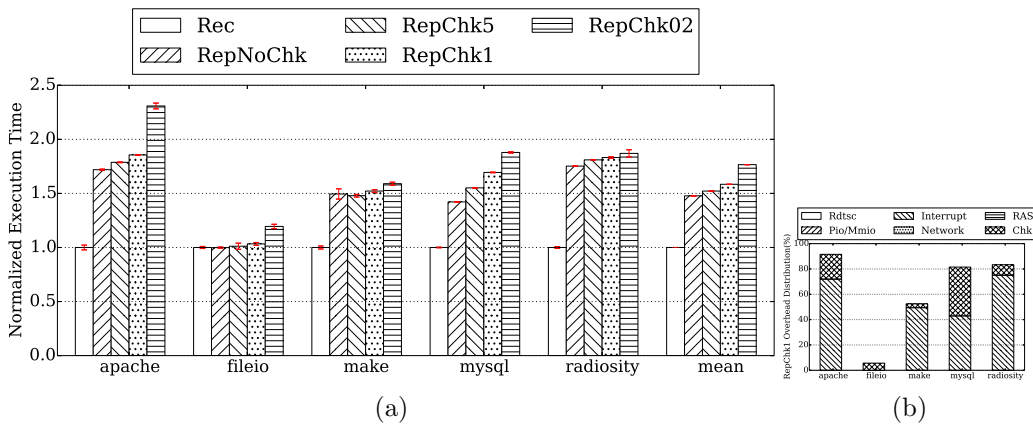 Rec RepChk5 RepChk02
RepNoChk RepChk1
Normalized Execution Time
2.5
2.0
1.5
1.0
0.5
0.0
apache fileio make mysql radiosity mean
(a)
Rdtsc Interrupt RAS
Pio/Mmio Network Chk
RepChk1 Overhead Distribution(%)
100
80
60
40
20
0
apache fileio make mysql radiosity
(b)